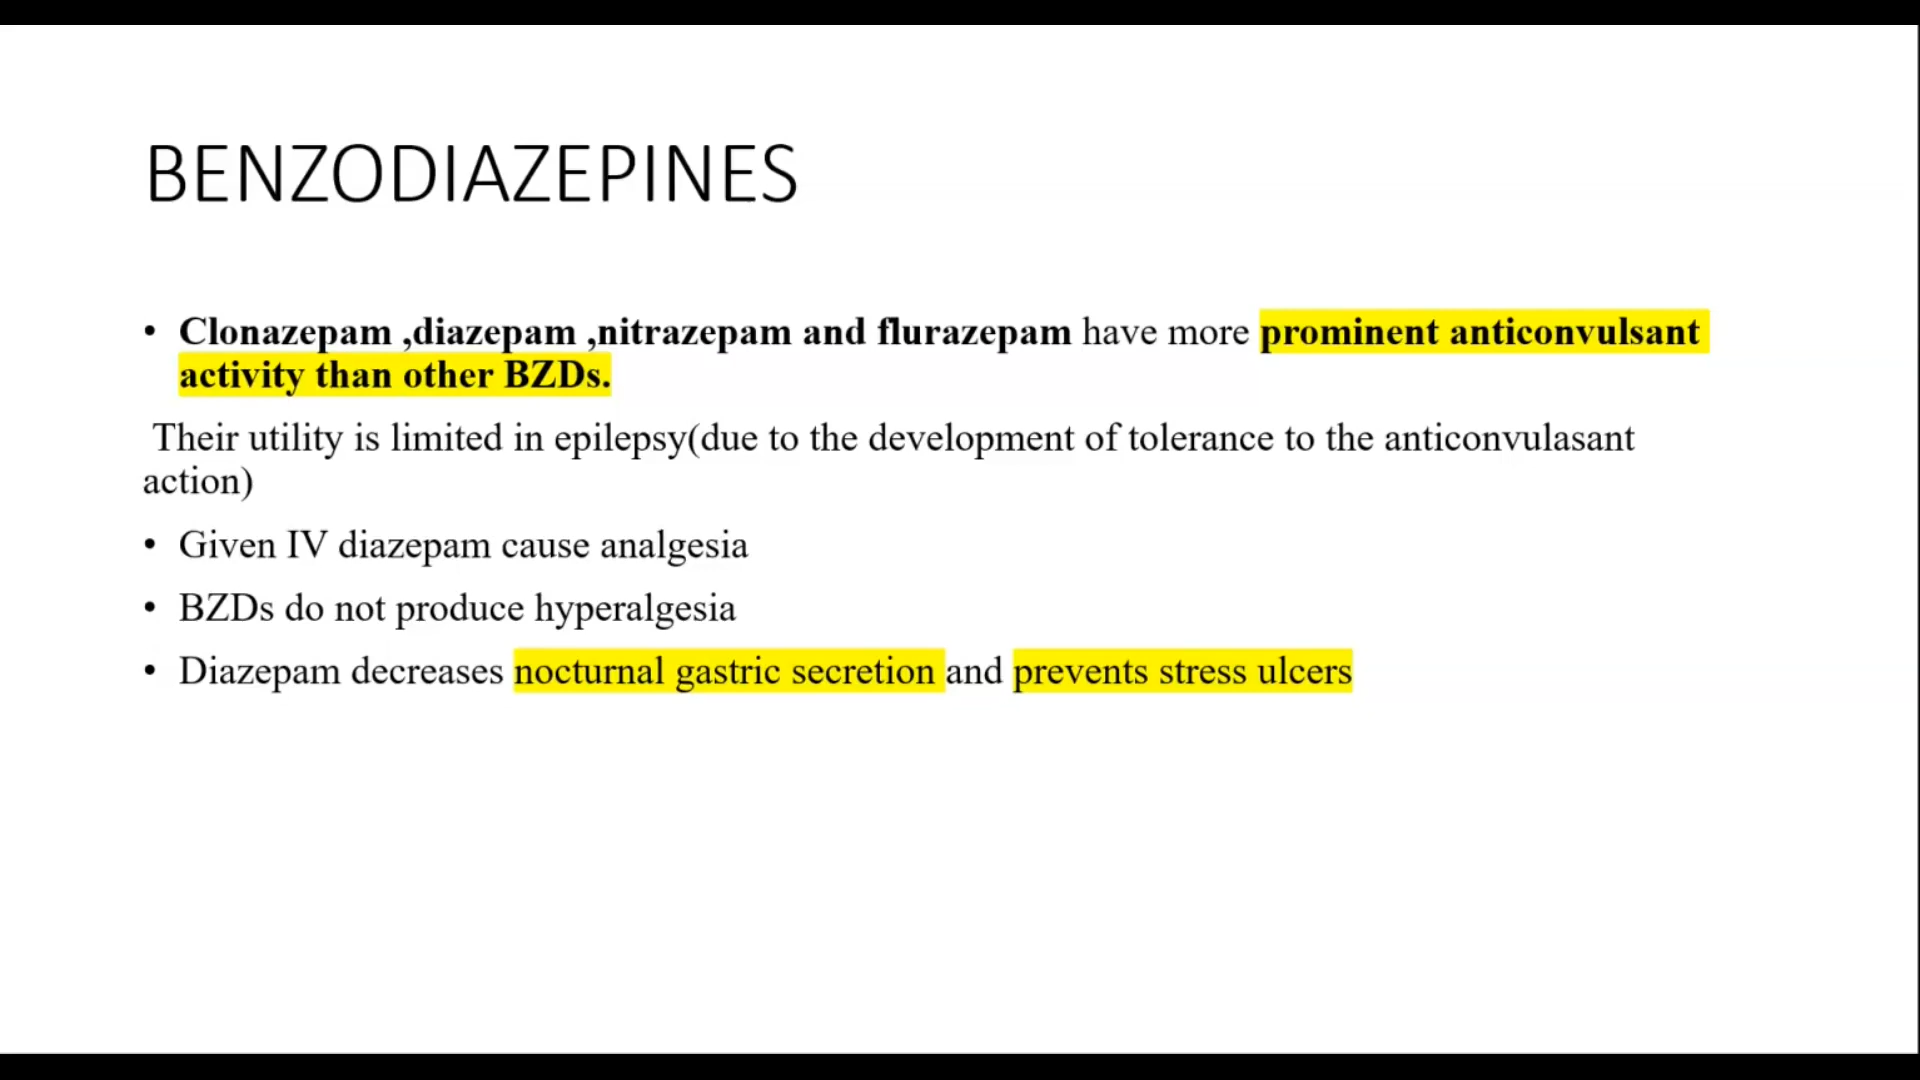 BENZODIAZEPINES
• Clonazepam ,diazepam ,nitrazepam and flurazepam have more prominent anticonvulsant
activity than other BZDs.
Their utility is limited in epilepsy(due to the development of tolerance to the anticonvulasant
action)
• Given IV diazepam cause analgesia
• BZDs do not produce hyperalgesia
• Diazepam decreases nocturnal gastric secretion and prevents stress ulcers